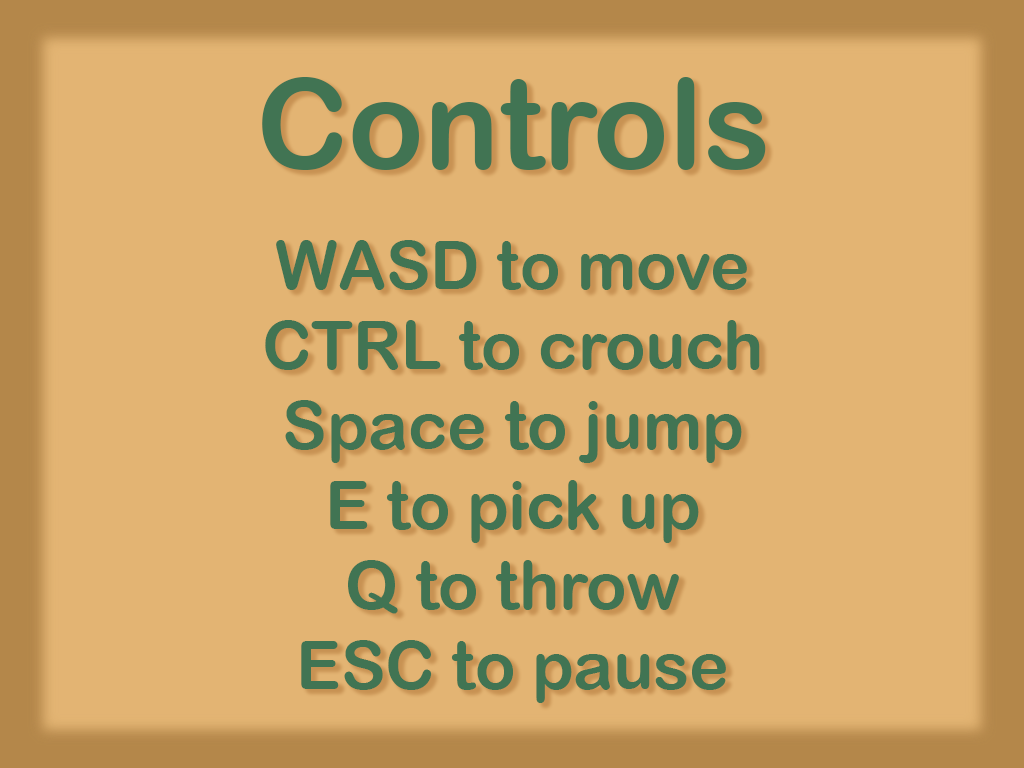 Controls
WASD to move
CTRL to crouch
Space to jump
E to pick up
Q to throw
ESC to pause